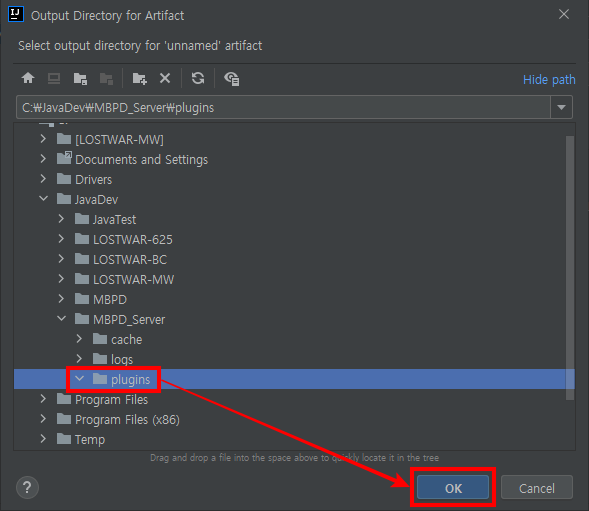 IJ
Output Directory for Artifact
Select output directory for 'unnamed' artifact
Hide path
C:₩JavaDev₩MBPD_Server₩plugins
[LOSTWAR-MW]
Documents and Settings
Drivers
JavaDev
JavaTest
LOSTWAR-625
LOSTWAR-BC
LOSTWAR-MW
MBPD
MBPD_Server
cache
logs
plugins
Program Files
Program Files (x86)
Temp
Drag and drop a file into the space above to quickly locate it in the tree
?
OK
Cancel